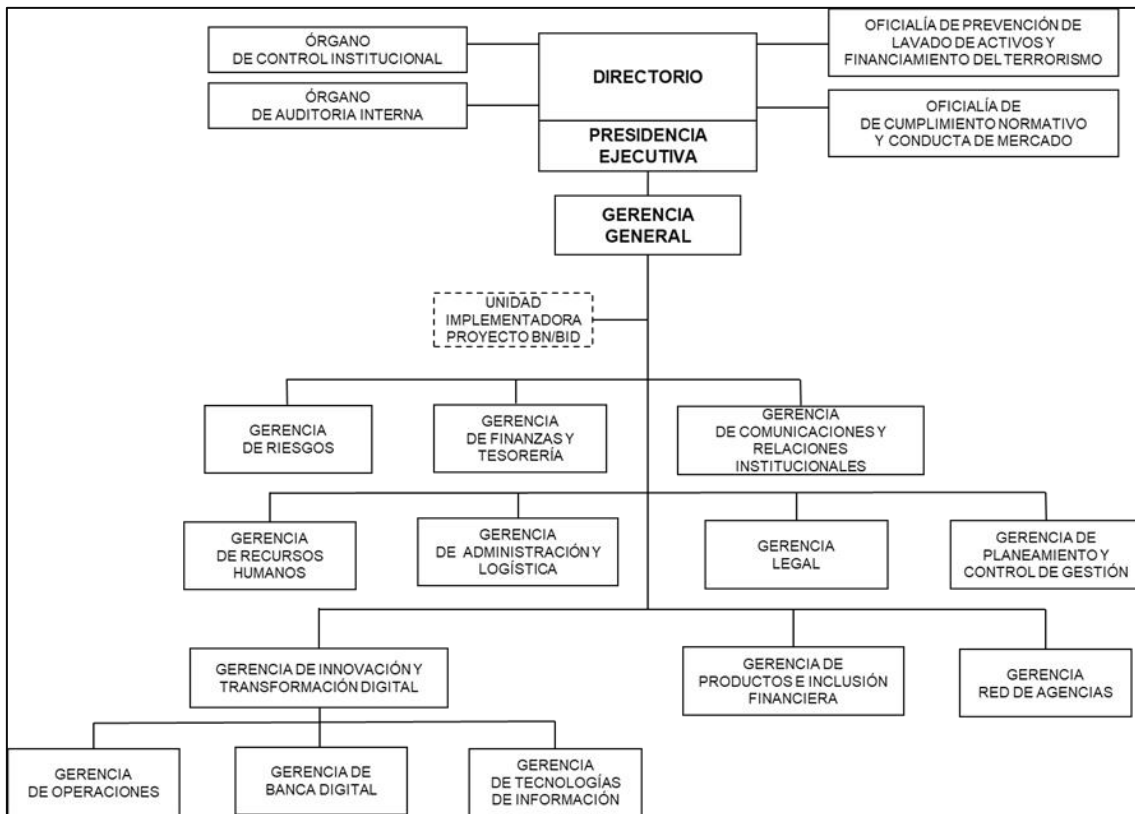 ÓRGANO
DE CONTROL INSTITUCIONAL
ÓRGANO
DE AUDITORIA INTERNA
DIRECTORIO
PRESIDENCIA
EJECUTIVA
OFICIALÍA DE PREVENCIÓN DE
LAVADO DE ACTIVOS Y
FINANCIAMIENTO DEL TERRORISMO
OFICIALÍA DE
DE CUMPLIMIENTO NORMATIVO
Y CONDUCTA DE MERCADO
GERENCIA
GENERAL
UNIDAD
IMPLEMENTADORA
PROYECTO BN/BID
GERENCIA
DE RIESGOS
GERENCIA
DE FINANZAS Y
TESORERÍA
GERENCIA
DE COMUNICACIONES Y
RELACIONES
INSTITUCIONALES
GERENCIA
DE RECURSOS
HUMANOS
GERENCIA
DE ADMINISTRACIÓN Y
LOGÍSTICA
GERENCIA
LEGAL
GERENCIA DE
PLANEAMIENTO Y
CONTROL DE GESTIÓN
GERENCIA DE INNOVACIÓN Y
TRANSFORMACIÓN DIGITAL
GERENCIA DE
PRODUCTOS E INCLUSIÓN
FINANCIERA
GERENCIA
RED DE AGENCIAS
GERENCIA
DE OPERACIONES
GERENCIA DE
BANCA DIGITAL
GERENCIA
DE TECNOLOGÍAS
DE INFORMACIÓN